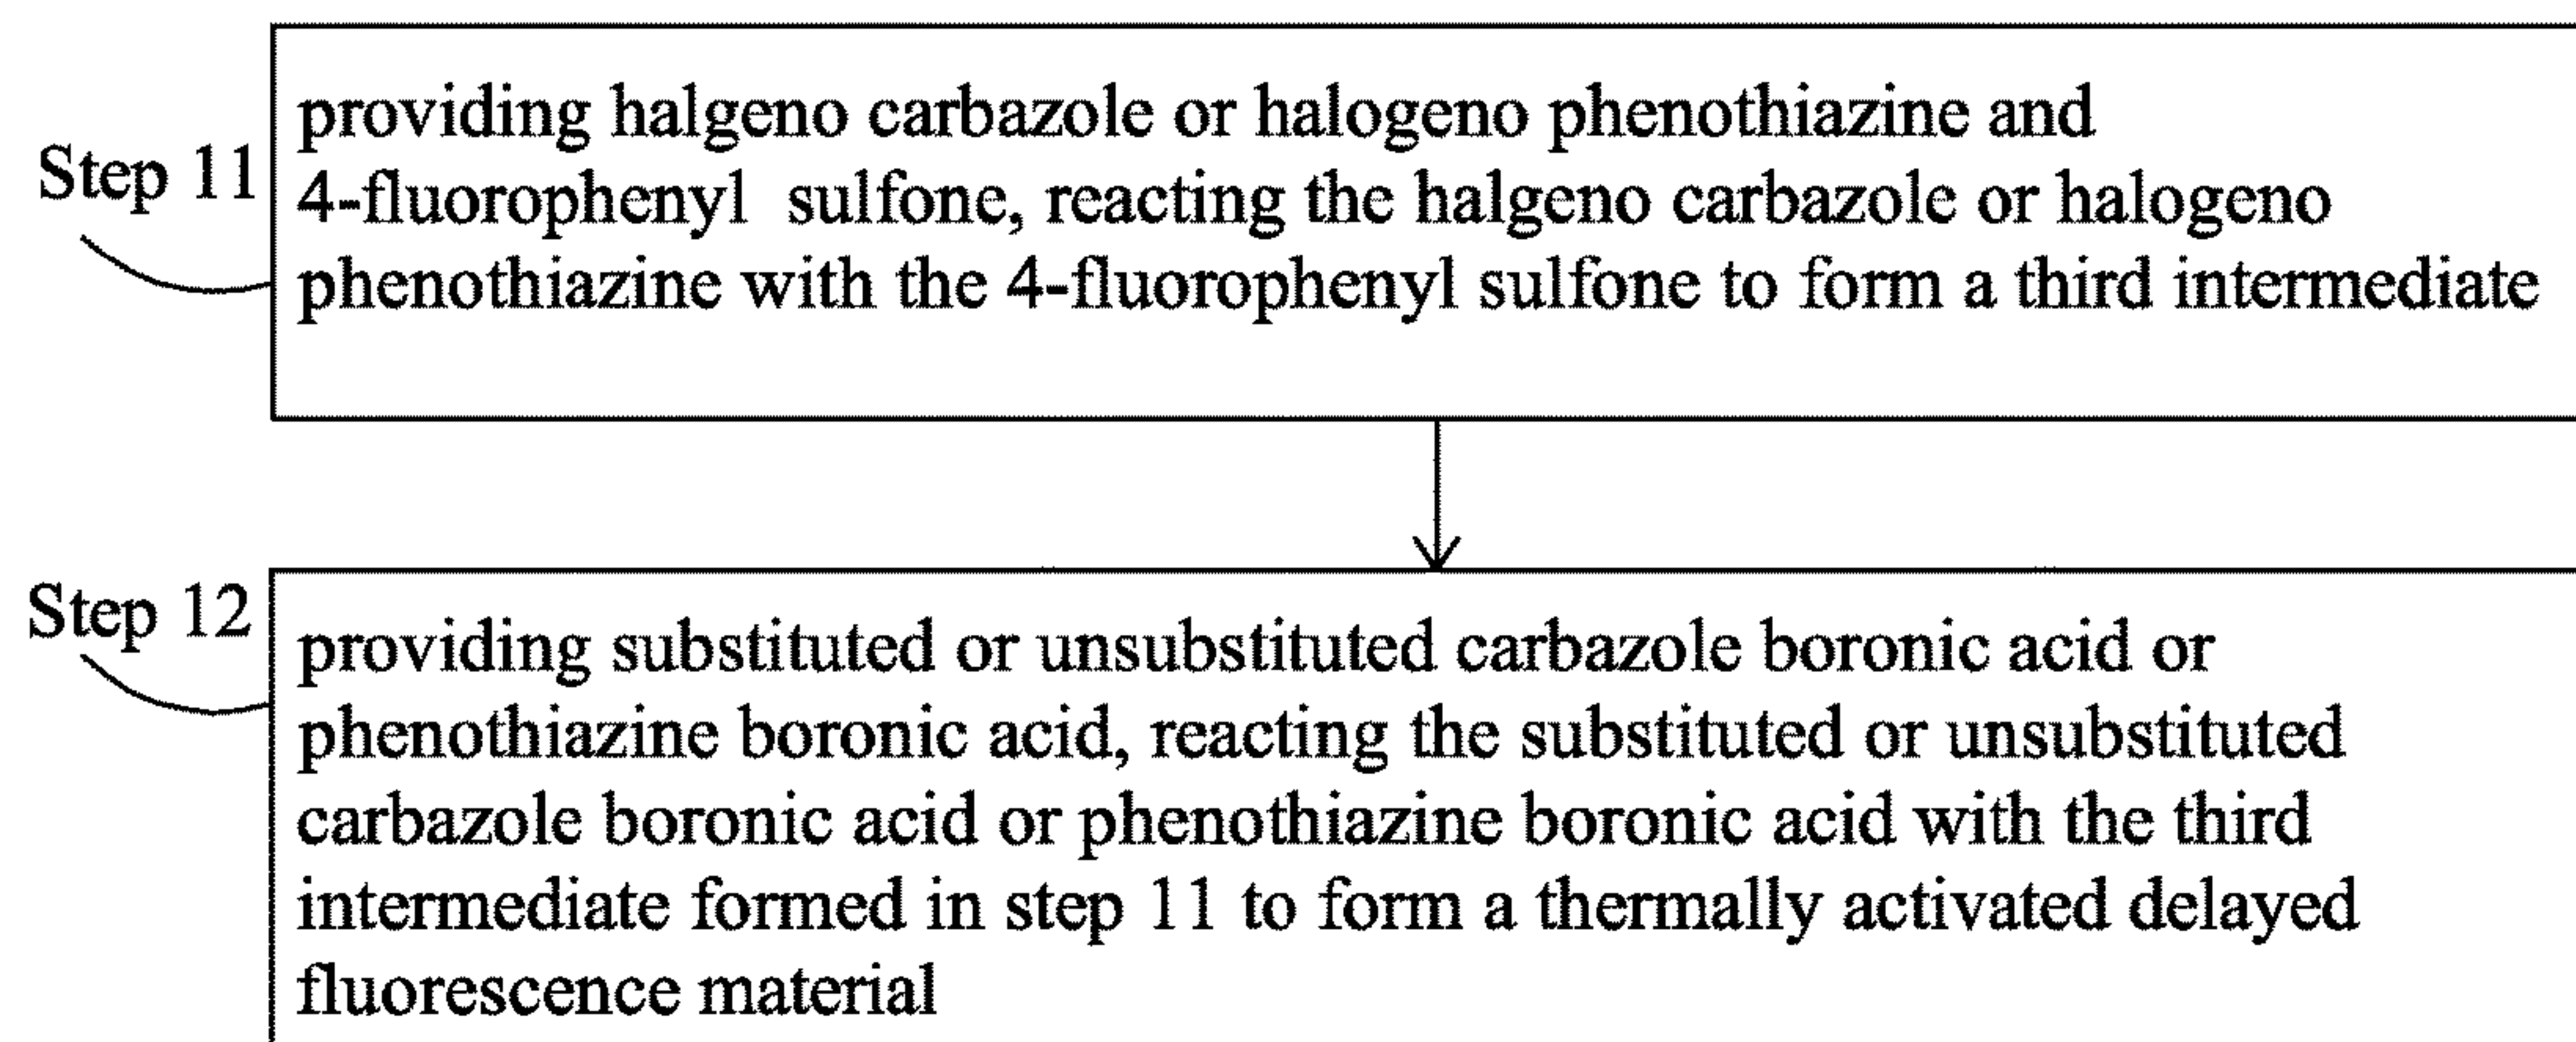 Step 11
providing halgeno carbazole or halogeno phenothiazine and
4-fluorophenyl sulfone, reacting the halgeno carbazole or halogeno
phenothiazine with the 4-fluorophenyl sulfone to form a third intermediate
Step 12
providing substituted or unsubstituted carbazole boronic acid or
phenothiazine boronic acid, reacting the substituted or unsubstituted
carbazole boronic acid or phenothiazine boronic acid with the third
intermediate formed in step 11 to form a thermally activated delayed
fluorescence material